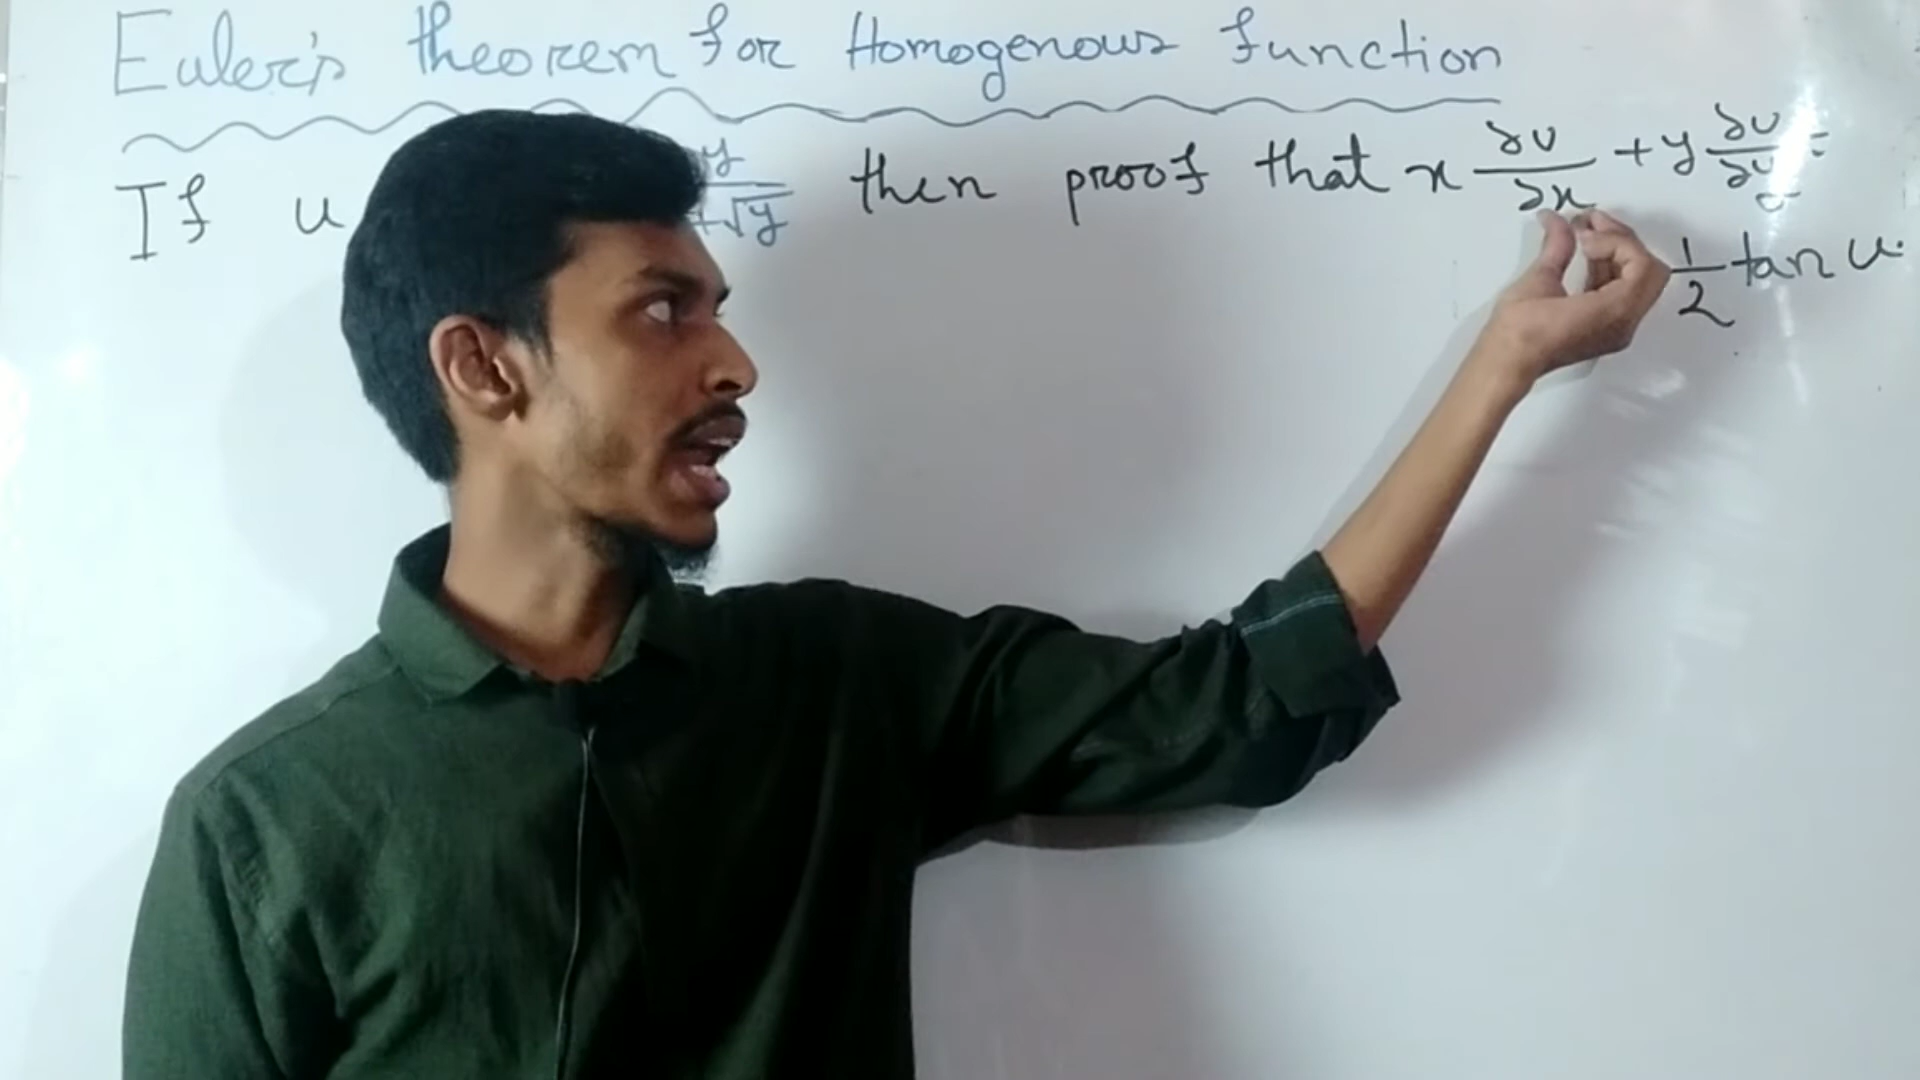 Euler's theorem for Homogenous function
If u y/+√y then proof that x ∂u/∂x + y ∂u/∂y =
1/2 tan u.